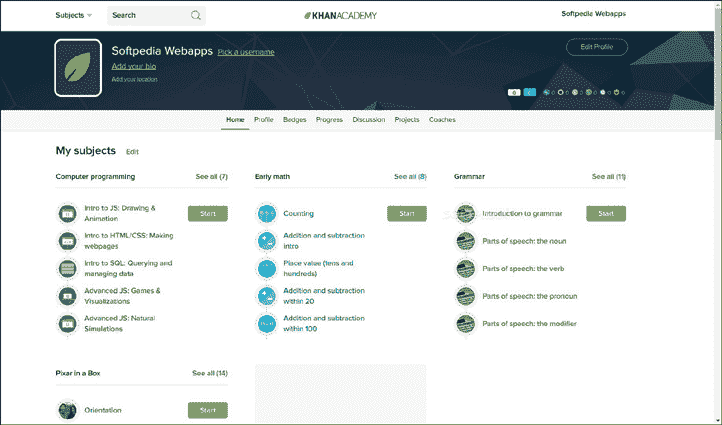 Subjects
Search
KHANACADEMY
Softpedia Webapps
Softpedia Webapps
Pick a username
Add your bio
Add your location
Edit Profile
Home
Profile
Badges
Progress
Discussion
Projects
Coaches
My subjects
Edit
Computer programming
See all (7)
Intro to JS: Drawing &
Animation
Start
Intro to HTML/CSS: Making
webpages
Intro to SQL: Querying and
managing data
Advanced JS: Games &
Visualizations
Advanced JS: Natural
Simulations
Early math
See all (8)
Counting
Start
Addition and subtraction
intro
Place value (tens and
hundreds)
Addition and subtraction
within 20
Addition and subtraction
within 100
Grammar
See all (11)
Introduction to grammar
Start
Parts of speech: the noun
Parts of speech: the verb
Parts of speech: the pronoun
Parts of speech: the modifier
Pixar in a Box
See all (14)
Orientation
Start